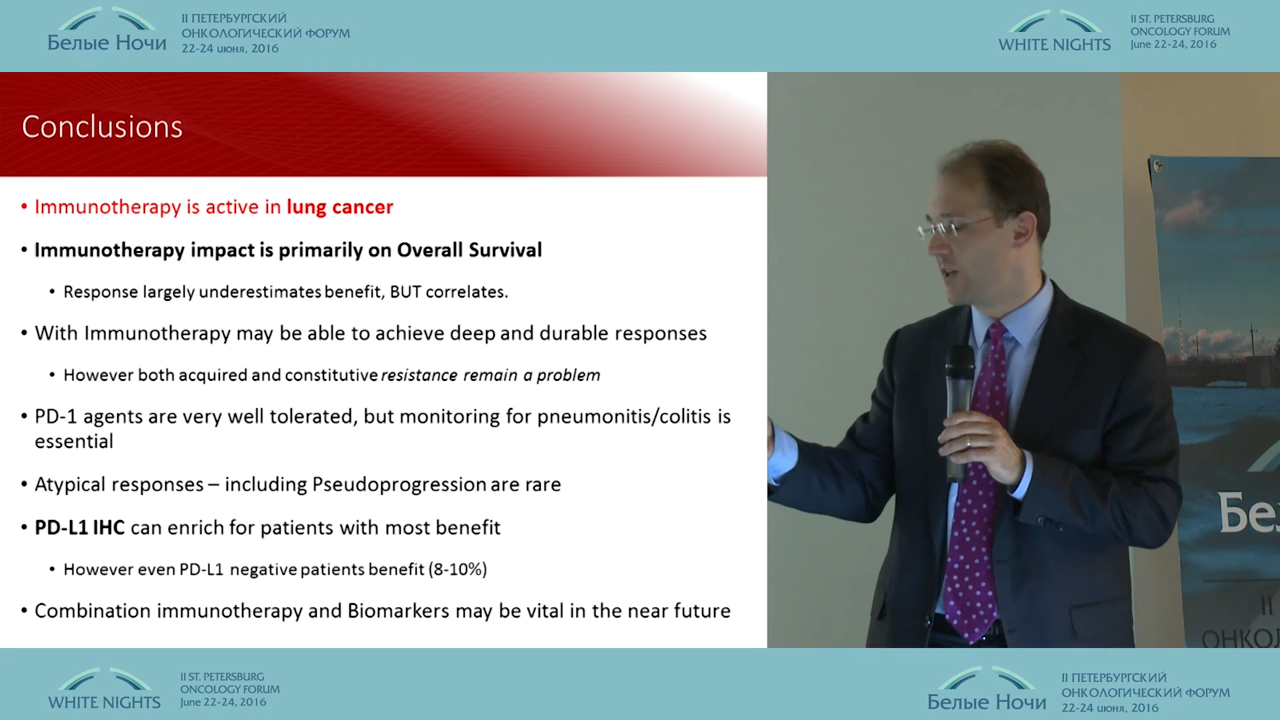 Белые Ночи
II ПЕТЕРБУРГСКИЙ
ОНКОЛОГИЧЕСКИЙ ФОРУМ
22-24 июня, 2016
WHITE NIGHTS
II ST. PETERSBURG
ONCOLOGY FORUM
June 22-24, 2016
Conclusions
• Immunotherapy is active in lung cancer
• Immunotherapy impact is primarily on Overall Survival
• Response largely underestimates benefit, BUT correlates.
• With Immunotherapy may be able to achieve deep and durable responses
• However both acquired and constitutive resistance remain a problem
• PD-1 agents are very well tolerated, but monitoring for pneumonitis/colitis is
essential
• Atypical responses – including Pseudoprogression are rare
• PD-L1 IHC can enrich for patients with most benefit
• However even PD-L1 negative patients benefit (8-10%)
• Combination immunotherapy and Biomarkers may be vital in the near future
Бе
II
ОНКО
WHITE NIGHTS
II ST. PETERSBURG
ONCOLOGY FORUM
June 22-24, 2016
Белые Ночи
II ПЕТЕРБУРГСКИЙ
ОНКОЛОГИЧЕСКИЙ ФОРУМ
22-24 июня, 2016